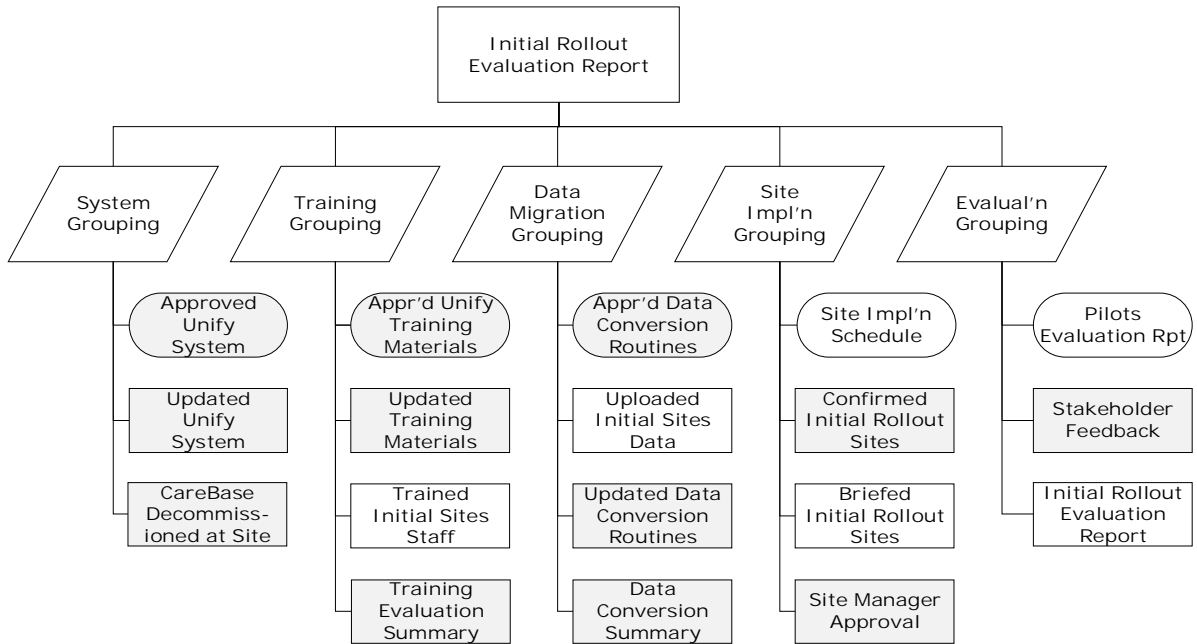 Initial Rollout
Evaluation Report
System
Grouping
Training
Grouping
Data
Migration
Grouping
Site
Impl'n
Grouping
Evalual'n
Grouping
Approved
Unify
System
Updated
Unify
System
CareBase
Decommiss-
ioned at Site
Appr'd Unify
Training
Materials
Updated
Training
Materials
Trained
Initial Sites
Staff
Training
Evaluation
Summary
Appr'd Data
Conversion
Routines
Uploaded
Initial Sites
Data
Updated Data
Conversion
Routines
Data
Conversion
Summary
Site Impl'n
Schedule
Confirmed
Initial Rollout
Sites
Briefed
Initial Rollout
Sites
Site Manager
Approval
Pilots
Evaluation Rpt
Stakeholder
Feedback
Initial Rollout
Evaluation
Report